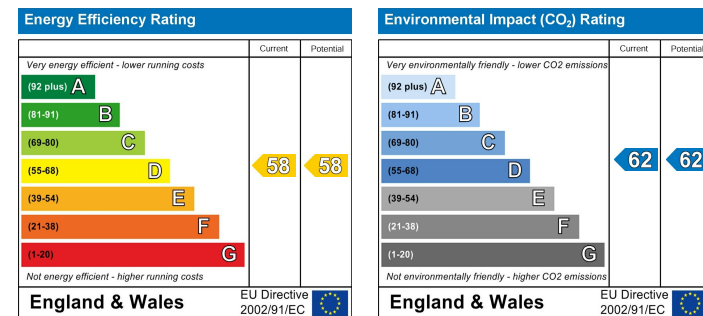 Energy Efficiency Rating
Current Potential
Very energy efficient - lower running costs
(92 plus) A
(81-91) B
(69-80) C
(55-68) D
(39-54) E
(21-38) F
(1-20) G
58 58
Not energy efficient - higher running costs
England & Wales
EU Directive
2002/91/EC
Environmental Impact (CO₂) Rating
Current Potential
Very environmentally friendly - lower CO2 emissions
(92 plus) A
(81-91) B
(69-80) C
(55-68) D
(39-54) E
(21-38) F
(1-20) G
62 62
Not environmentally friendly - higher CO2 emissions
England & Wales
EU Directive
2002/91/EC